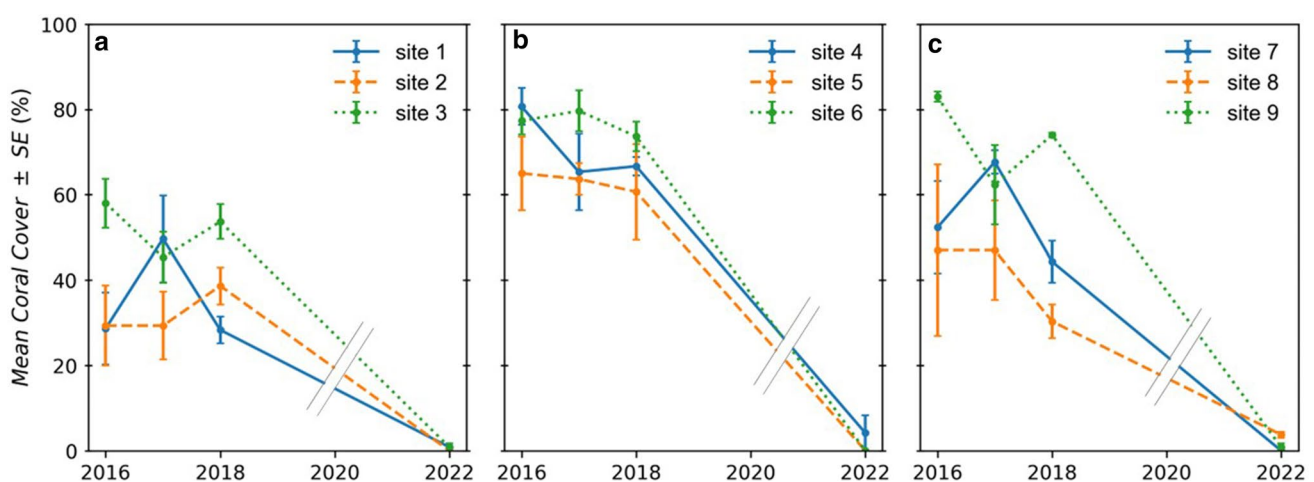 Mean Coral Cover ± SE (%)
100
80
60
40
20
0
a
site 1
site 2
site 3
2016
2018
2020
2022
b
site 4
site 5
site 6
2016
2018
2020
2022
c
site 7
site 8
site 9
2016
2018
2020
2022